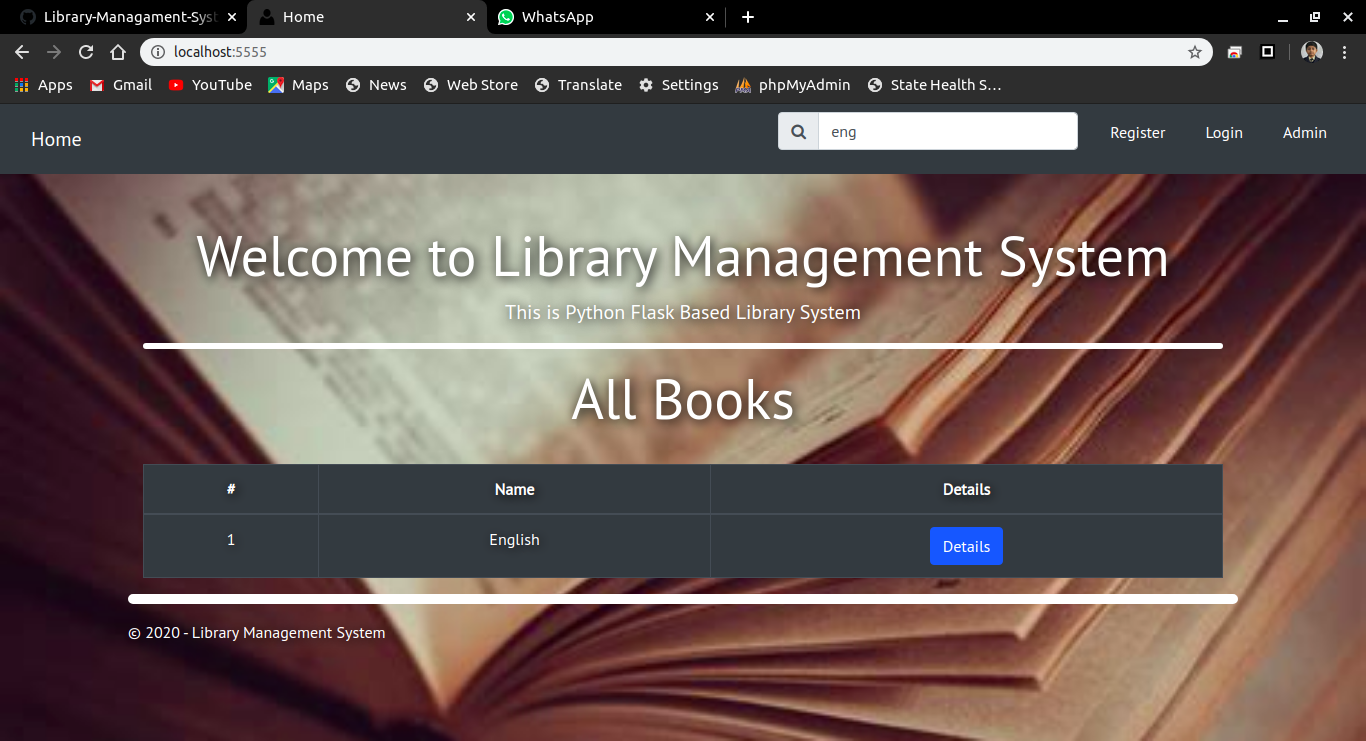 Library-Managament-Syst
Home
WhatsApp
localhost:5555
Apps Gmail YouTube Maps News Web Store Translate Settings phpMyAdmin State Health S…
Home eng Register Login Admin
Welcome to Library Management System
This is Python Flask Based Library System
All Books
# Name Details
1 English Details
© 2020 - Library Management System